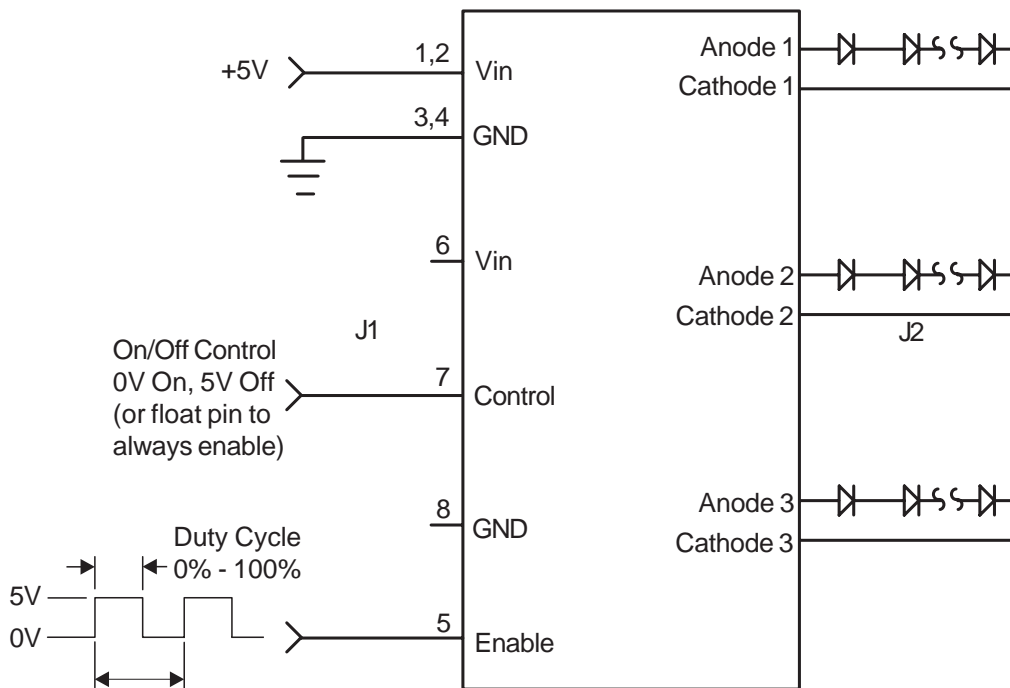 +5V
1,2
Vin
3,4
GND
6
Vin
J1
On/Off Control
0V On, 5V Off
(or float pin to
always enable)
7
Control
8
GND
Duty Cycle
0% - 100%
5V
0V
5
Enable
Anode 1
Cathode 1
Anode 2
Cathode 2
J2
Anode 3
Cathode 3